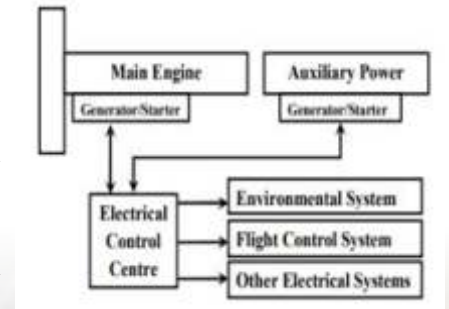 Main Engine
Auxiliary Power
Generator/Starter
Generator/Starter
Electrical
Control
Centre
Environmental System
Flight Control System
Other Electrical Systems